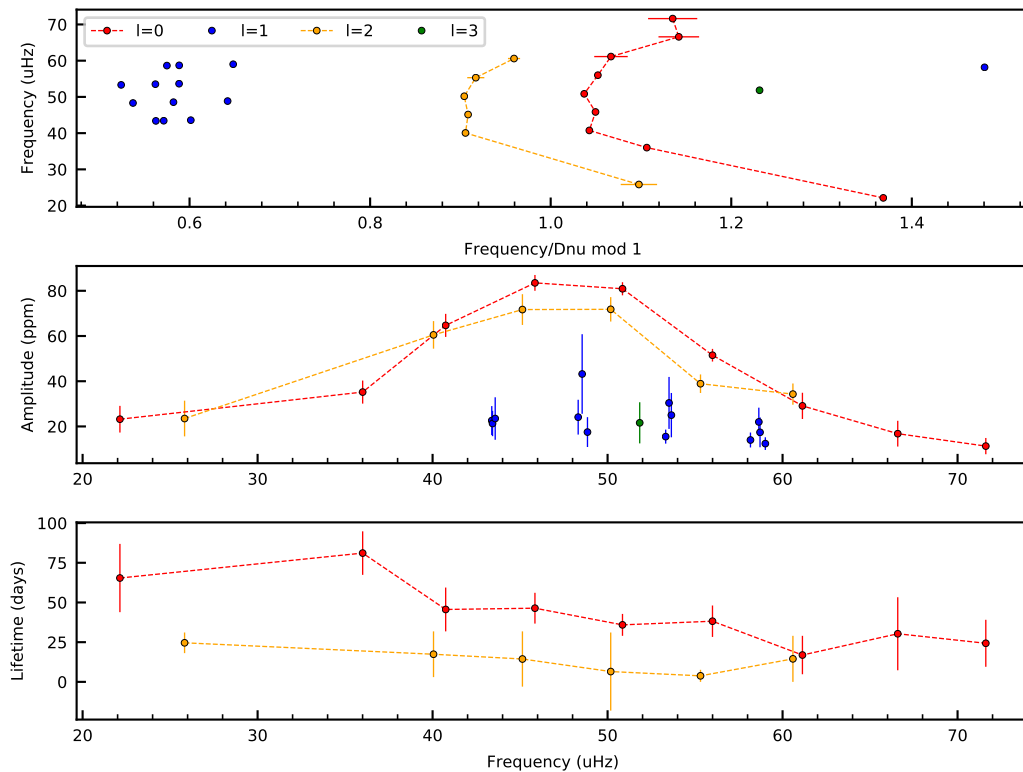 l=0 l=1 l=2 l=3
Frequency (uHz)
70
60
50
40
30
20
0.6 0.8 1.0 1.2 1.4
Frequency/Dnu mod 1
Amplitude (ppm)
80
60
40
20
20 30 40 50 60 70
Lifetime (days)
100
75
50
25
0
20 30 40 50 60 70
Frequency (uHz)